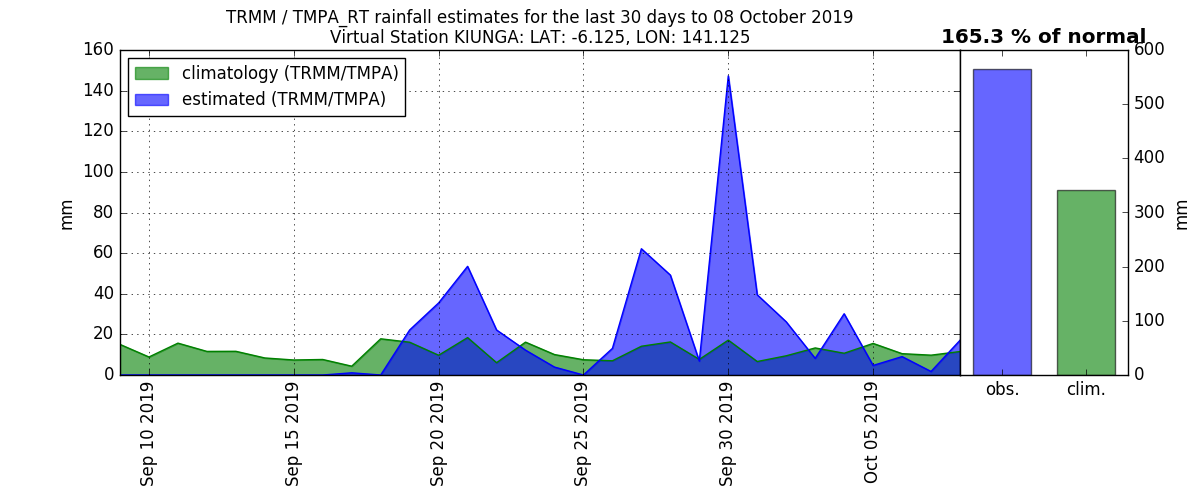 TRMM / TMPA_RT rainfall estimates for the last 30 days to 08 October 2019
Virtual Station KIUNGA: LAT: -6.125, LON: 141.125
165.3 % of normal
climatology (TRMM/TMPA)
estimated (TRMM/TMPA)
mm
160
140
120
100
80
60
40
20
0
Sep 10 2019
Sep 15 2019
Sep 20 2019
Sep 25 2019
Sep 30 2019
Oct 05 2019
600
500
400
300
200
100
0
mm
obs.
clim.